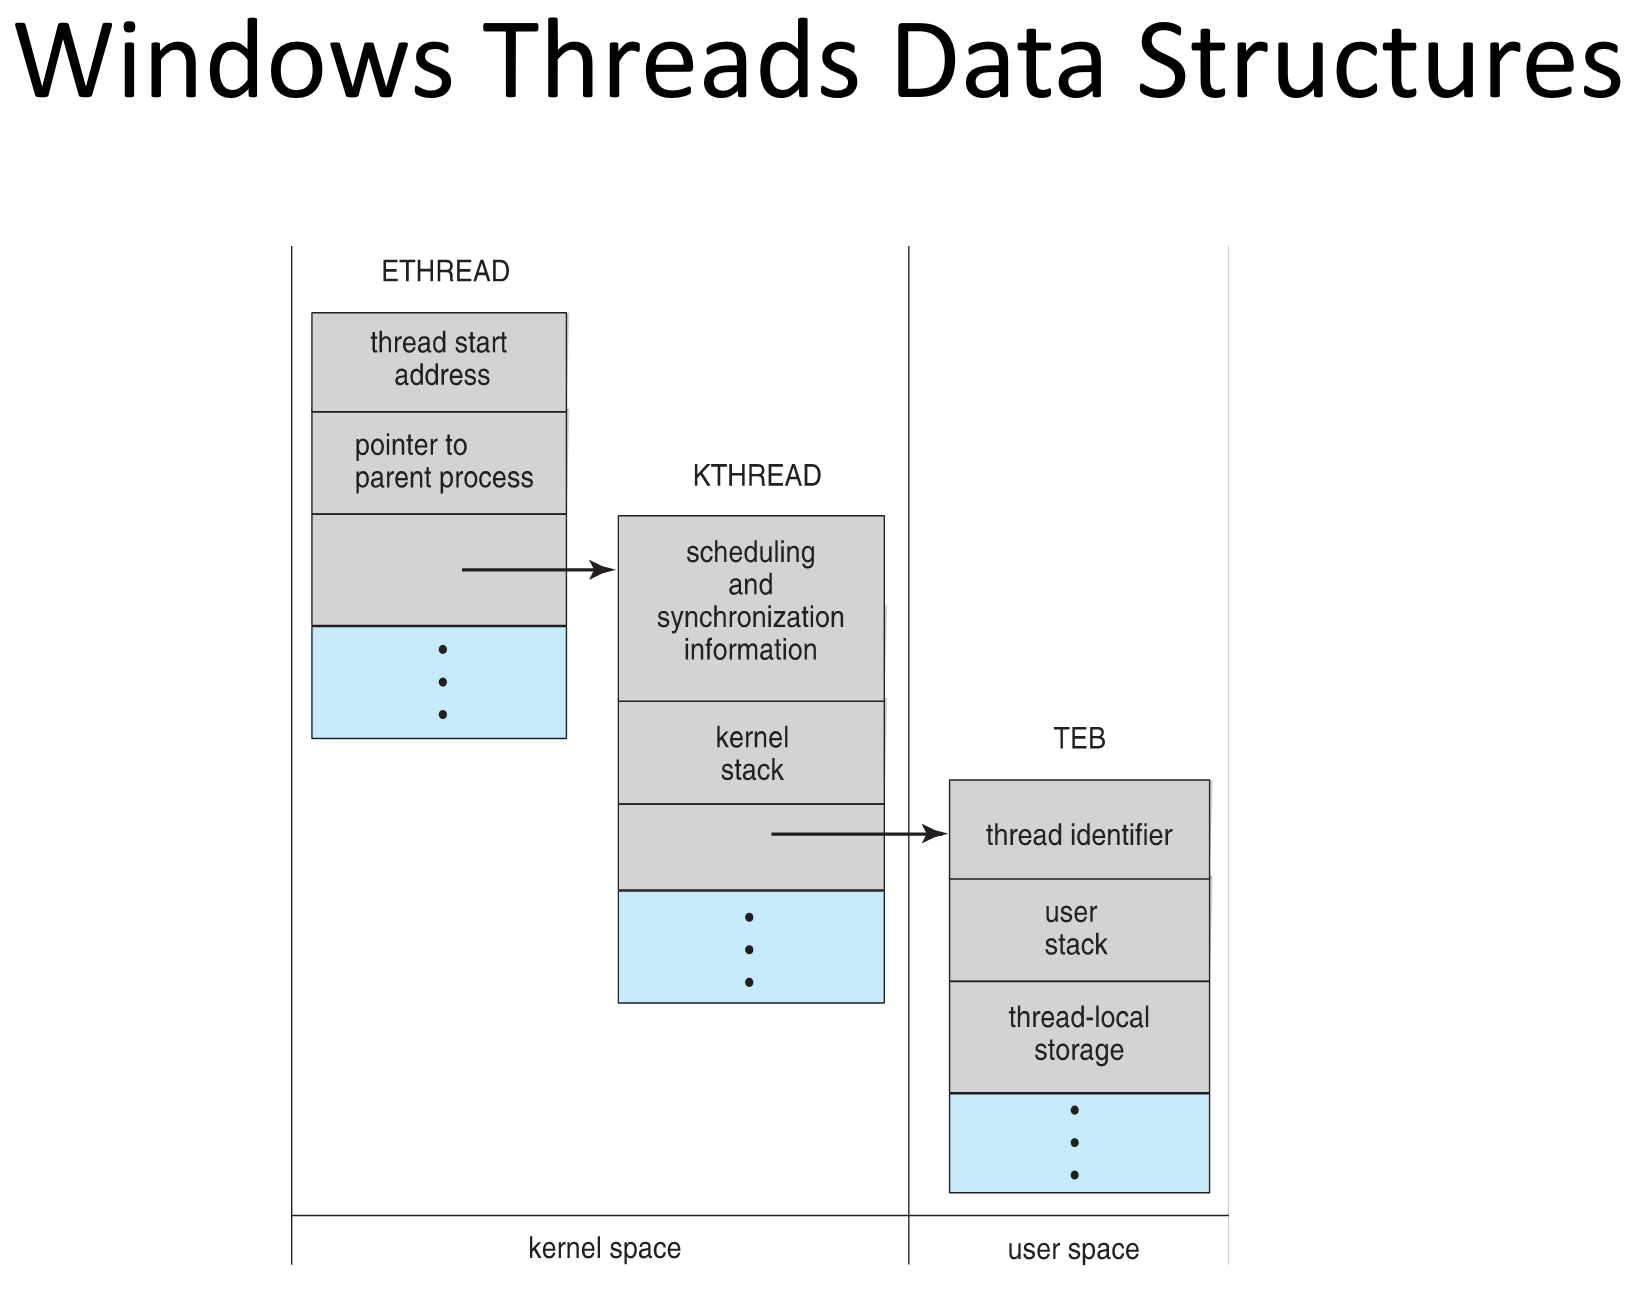 Windows Threads Data Structures
ETHREAD
thread start
address
pointer to
parent process
KTHREAD
scheduling
and
synchronization
information
kernel
stack
TEB
thread identifier
user
stack
thread-local
storage
kernel space
user space